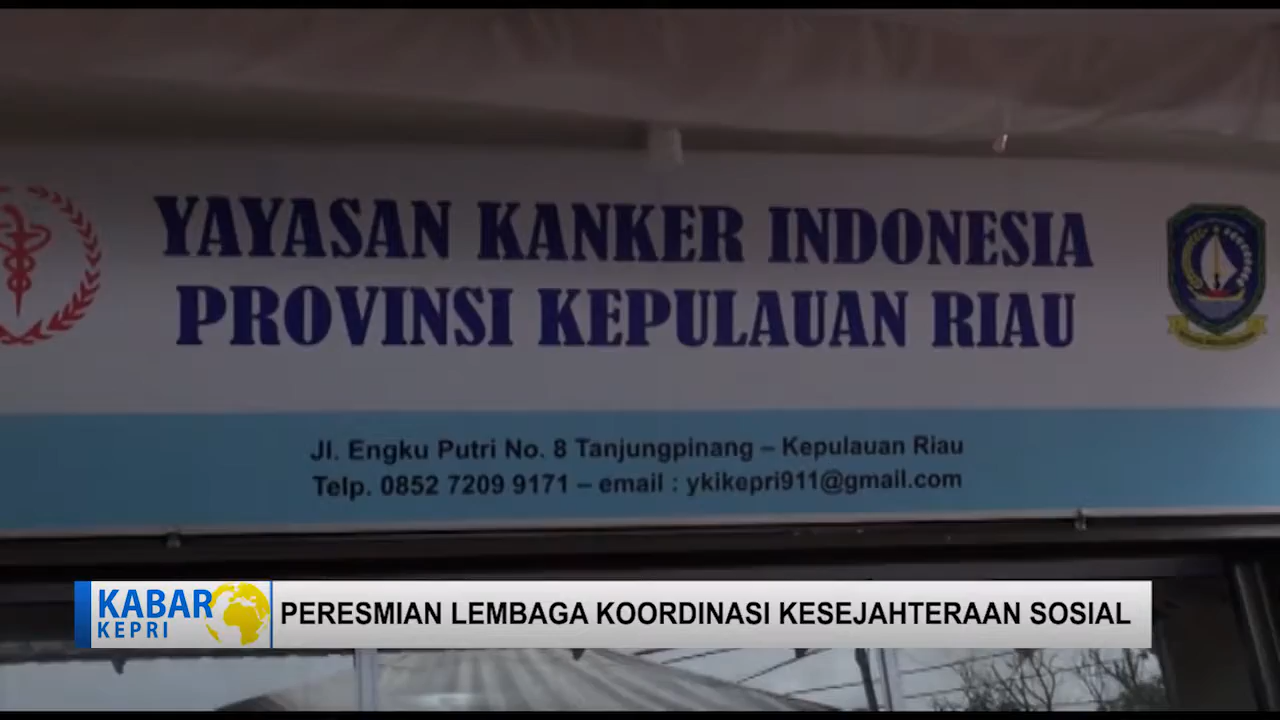 YAYASAN KANKER INDONESIA
PROVINSI KEPULAUAN RIAU
Jl. Engku Putri No. 8 Tanjungpinang – Kepulauan Riau
Telp. 0852 7209 9171 – email : ykikepri911@gmail.com
KABAR
KEPRI
PERESMIAN LEMBAGA KOORDINASI KESEJAHTERAAN SOSIAL